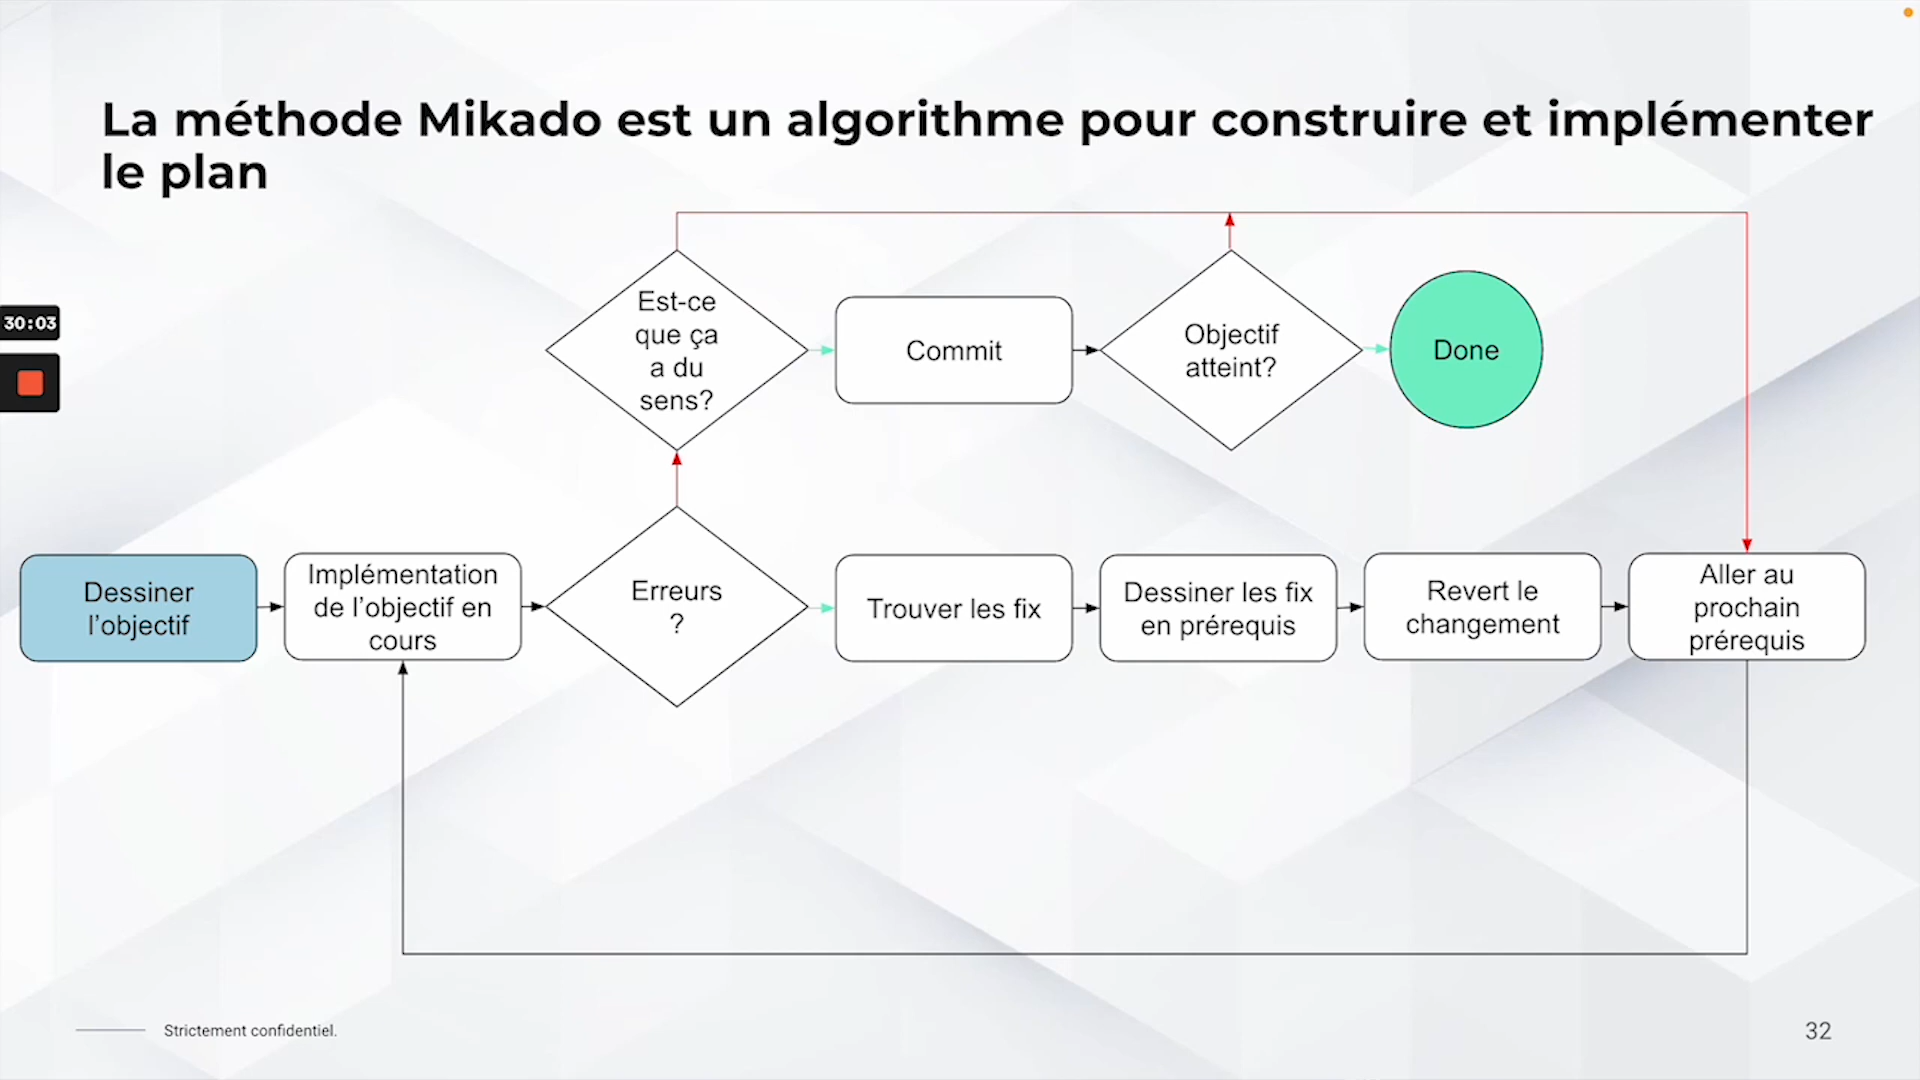 La méthode Mikado est un algorithme pour construire et implémenter
le plan
30:03
Est-ce
que ça
a du
sens?
Commit
Objectif
atteint?
Done
Dessiner
l’objectif
Implémentation
de l’objectif en
cours
Erreurs
?
Trouver les fix
Dessiner les fix
en prérequis
Revert le
changement
Aller au
prochain
prérequis
Strictement confidentiel.
32